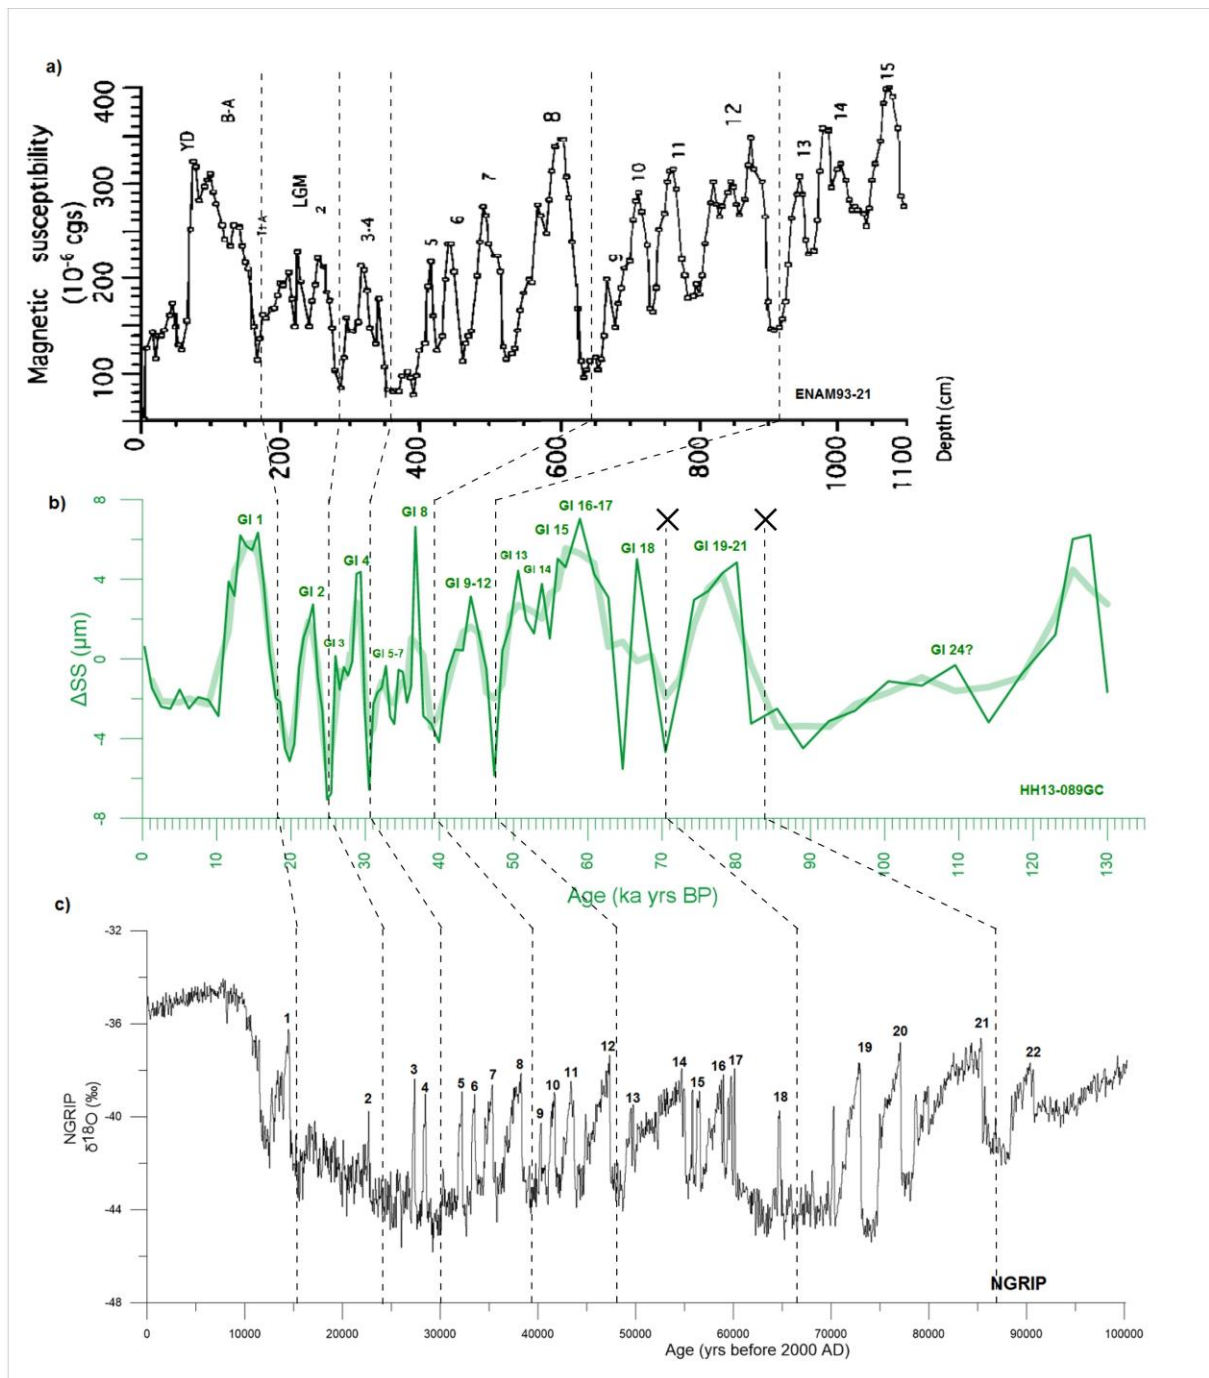 a)
Magnetic susceptibility
(10⁻⁶ cgs)
400
300
200
100
YD
B-A
1t-A
LGM
2
3-4
5
6
7
8
9
10
11
12
13
14
15
ENAM93-21
0
200
400
600
800
1000
1100
Depth (cm)
b)
ΔSS (µm)
8
4
0
-4
-8
GI 1
GI 2
GI 3
GI 4
GI 5-7
GI 8
GI 9-12
GI 13
GI 14
GI 15
GI 16-17
GI 18
GI 19-21
GI 24?
HH13-089GC
0
10
20
30
40
50
60
70
80
90
100
110
120
130
Age (ka yrs BP)
c)
NGRIP
δ18O (‰)
-32
-36
-40
-44
-48
1
2
3
4
5
6
7
8
9
10
11
12
13
14
15
16
17
18
19
20
21
22
NGRIP
0
10000
20000
30000
40000
50000
60000
70000
80000
90000
100000
Age (yrs before 2000 AD)